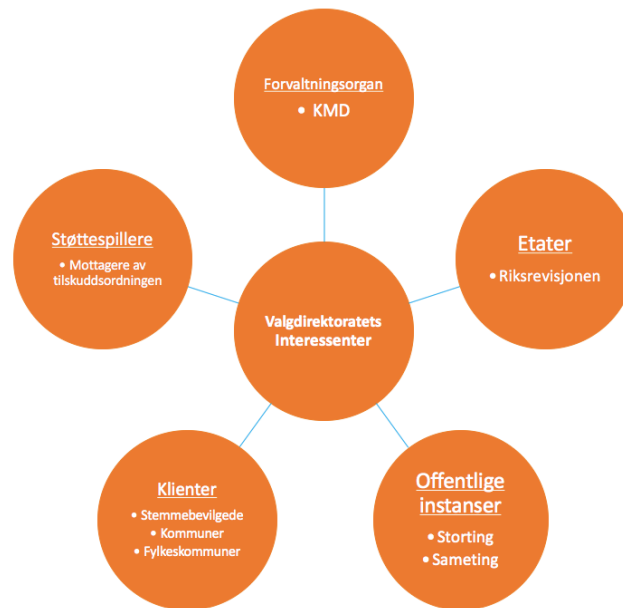 Forvaltningsorgan
• KMD
Støttespillere
• Mottagere av
tilskuddsordningen
Etater
• Riksrevisjonen
Valgdirektoratets
Interessenter
Klienter
• Stemmebevilgede
• Kommuner
• Fylkeskommuner
Offentlige
instanser
• Storting
• Sameting